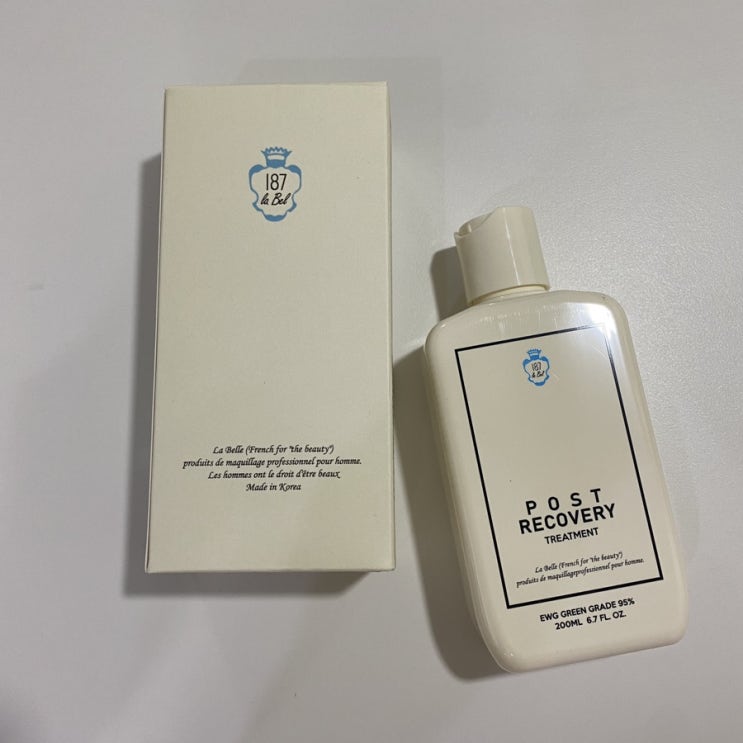 187
la Bel
La Belle (French for "the beauty")
produits de maquillage professionnel pour homme.
Les hommes ont le droit d'être beaux
Made in Korea
187
la Bel
POST
RECOVERY
TREATMENT
La Belle (French for "the beauty")
produits de maquillageprofessionnel pour homme.
EWG GREEN GRADE 95%
200ML 6.7 FL. OZ.